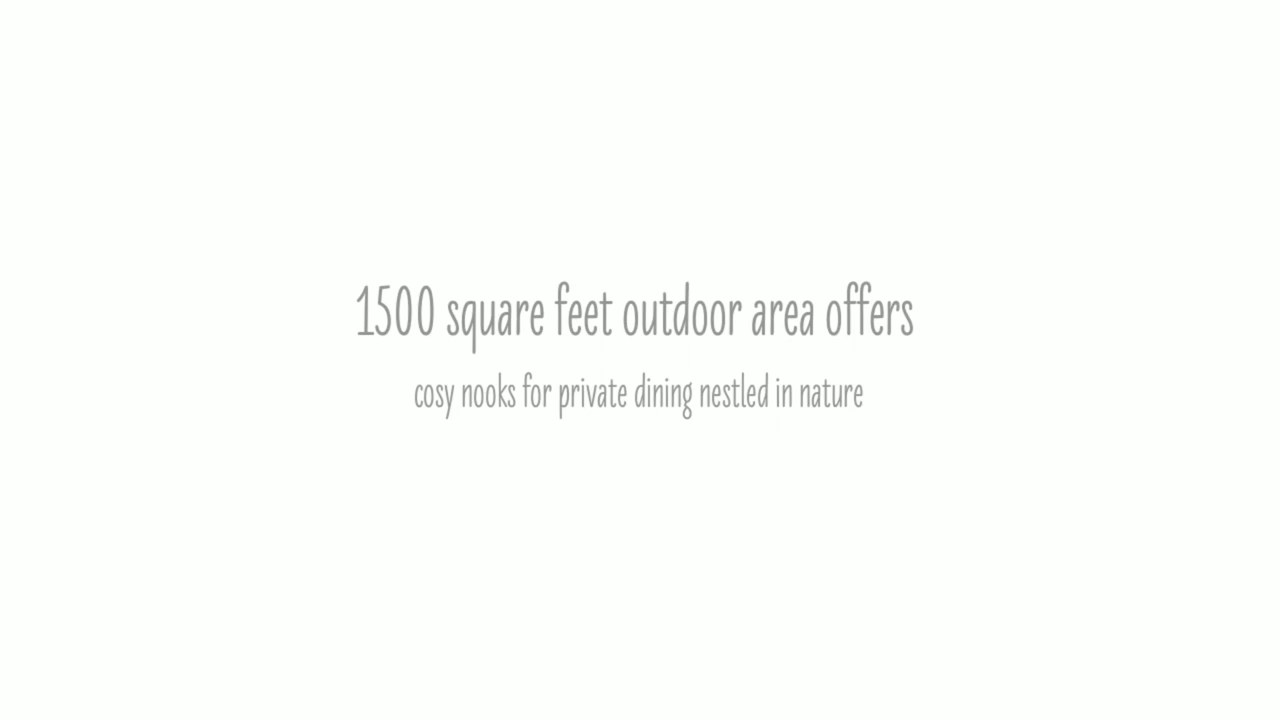 1500 square feet outdoor area offers
cosy nooks for private dining nestled in nature